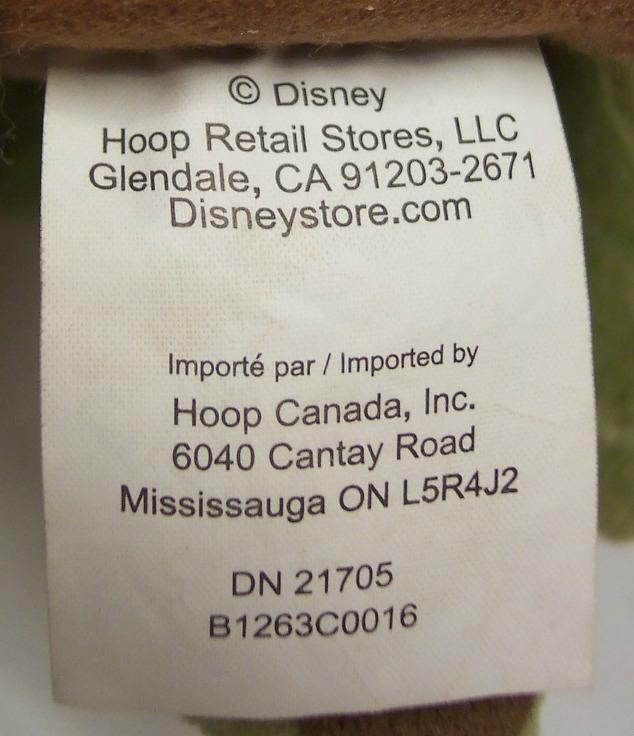 © Disney
Hoop Retail Stores, LLC
Glendale, CA 91203-2671
Disneystore.com
Importé par / Imported by
Hoop Canada, Inc.
6040 Cantay Road
Mississauga ON L5R4J2
DN 21705
B1263C0016